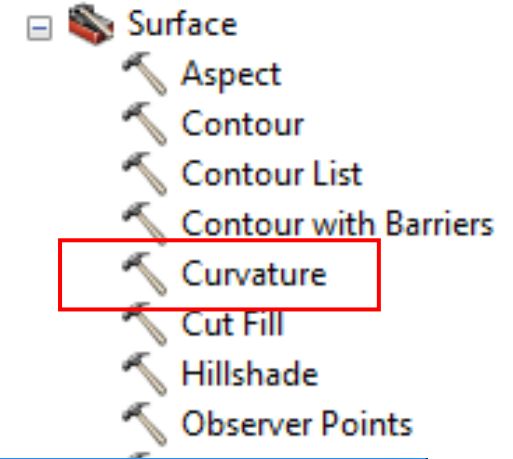 Surface
Aspect
Contour
Contour List
Contour with Barriers
Curvature
Cut Fill
Hillshade
Observer Points